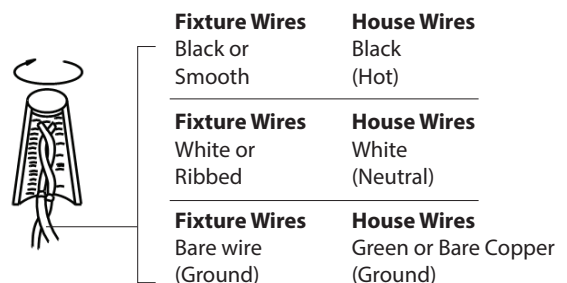 Fixture Wires House Wires
Black or Black
Smooth (Hot)
Fixture Wires House Wires
White or White
Ribbed (Neutral)
Fixture Wires House Wires
Bare wire Green or Bare Copper
(Ground) (Ground)